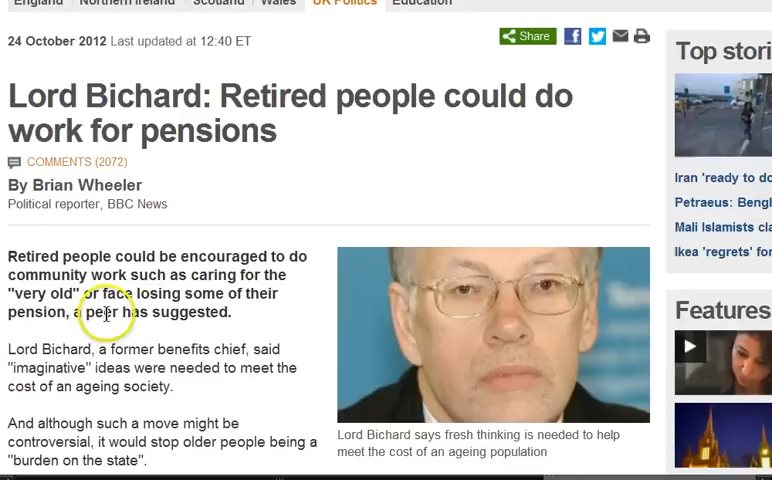 England Northern Ireland Scotland Wales UK Politics Education
24 October 2012 Last updated at 12:40 ET
Share
Top stori
Lord Bichard: Retired people could do
work for pensions
COMMENTS (2072)
By Brian Wheeler
Political reporter, BBC News
Iran 'ready to do
Petraeus: Beng
Mali Islamists cla
Ikea 'regrets' for
Retired people could be encouraged to do
community work such as caring for the
"very old" or face losing some of their
pension, a peer has suggested.
Lord Bichard, a former benefits chief, said
"imaginative" ideas were needed to meet the
cost of an ageing society.
And although such a move might be
controversial, it would stop older people being a
"burden on the state".
Lord Bichard says fresh thinking is needed to help
meet the cost of an ageing population
Features